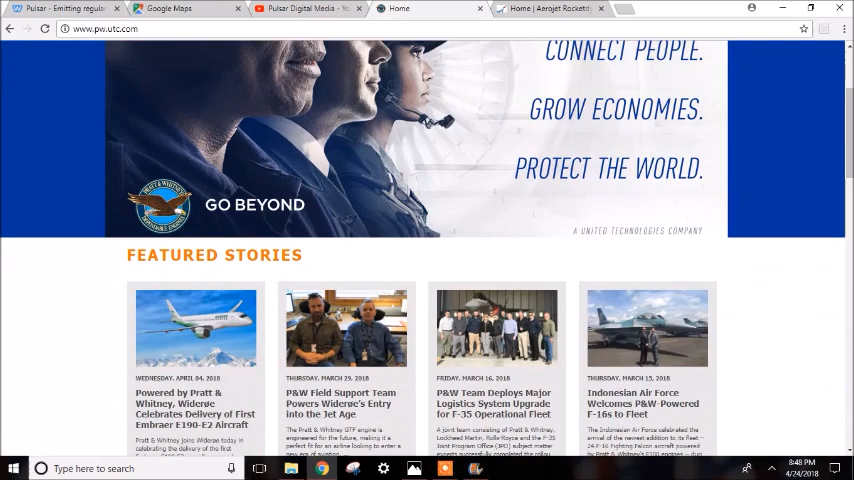 Pulsar - Emitting regular
Google Maps
Pulsar Digital Media - Yo
Home
Home | Aerojet Rocketdy
www.pw.utc.com
CONNECT PEOPLE.
GROW ECONOMIES.
PROTECT THE WORLD.
PRATT & WHITNEY
DEPENDABLE ENGINES
GO BEYOND
A UNITED TECHNOLOGIES COMPANY
FEATURED STORIES
WEDNESDAY, APRIL 04, 2018
Powered by Pratt &
Whitney, Widerøe
Celebrates Delivery of First
Embraer E190-E2 Aircraft
Pratt & Whitney joins Widerøe today in
celebrating the delivery of the first
THURSDAY, MARCH 29, 2018
P&W Field Support Team
Powers Widerøe's Entry
into the Jet Age
The Pratt & Whitney GTF engine is
engineered for the future, making it a
perfect fit for an airline looking to enter a
FRIDAY, MARCH 16, 2018
P&W Team Deploys Major
Logistics System Upgrade
for F-35 Operational Fleet
A joint team consisting of Pratt & Whitney,
Lockheed Martin, Rolls-Royce and the F-35
Joint Program Office (JPO) subject matter
experts successfully completed the
THURSDAY, MARCH 15, 2018
Indonesian Air Force
Welcomes P&W-Powered
F-16s to Fleet
The Indonesian Air Force celebrated the
arrival of the newest addition to its fleet --
24 F-16 Fighting Falcon aircraft powered
by Pratt & Whitney's F100 engines --
Type here to search
8:48 PM
4/24/2018